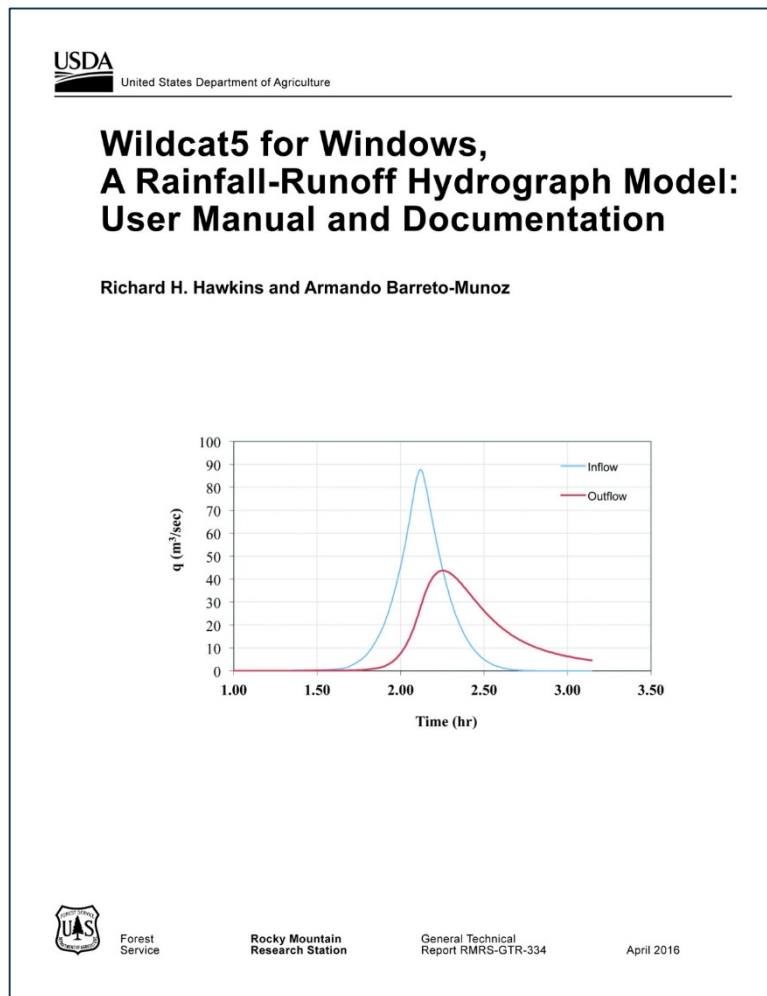 USDA
United States Department of Agriculture
Wildcat5 for Windows,
A Rainfall-Runoff Hydrograph Model:
User Manual and Documentation
Richard H. Hawkins and Armando Barreto-Munoz
100
90
80
70
60
50
40
30
20
10
0
q (m³/sec)
Inflow
Outflow
1.00 1.50 2.00 2.50 3.00 3.50
Time (hr)
FOREST SERVICE
U S
DEPARTMENT OF AGRICULTURE
Forest
Service
Rocky Mountain
Research Station
General Technical
Report RMRS-GTR-334
April 2016